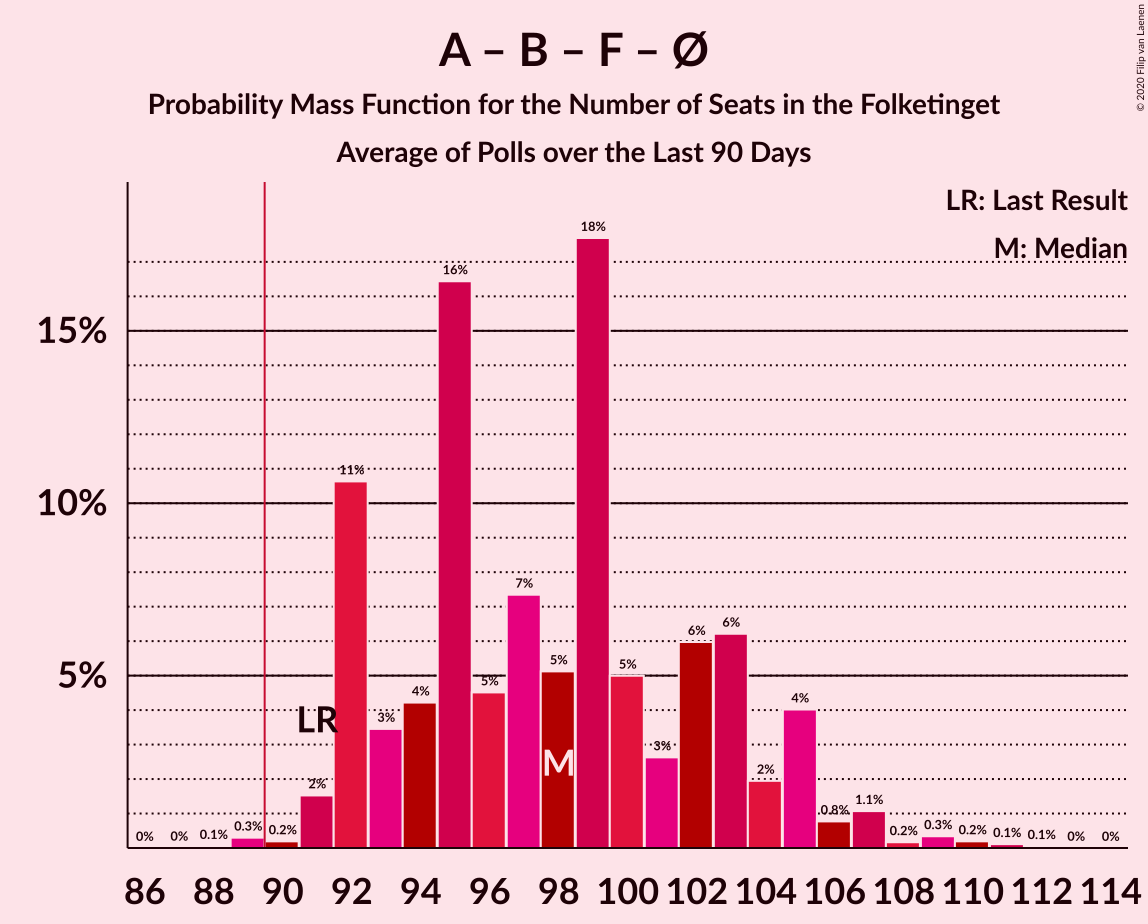 A – B – F – Ø
Probability Mass Function for the Number of Seats in the Folketinget
Average of Polls over the Last 90 Days
© 2020 Filip van Laenen
LR: Last Result
M: Median
15%
10%
5%
0% 0% 0.1% 0.3% 0.2% 2% 11% 3% 4% 16% 5% 7% 5% 18% 5% 3% 6% 6% 2% 4% 0.8% 1.1% 0.2% 0.3% 0.2% 0.1% 0.1% 0% 0%
LR
M
86 88 90 92 94 96 98 100 102 104 106 108 110 112 114